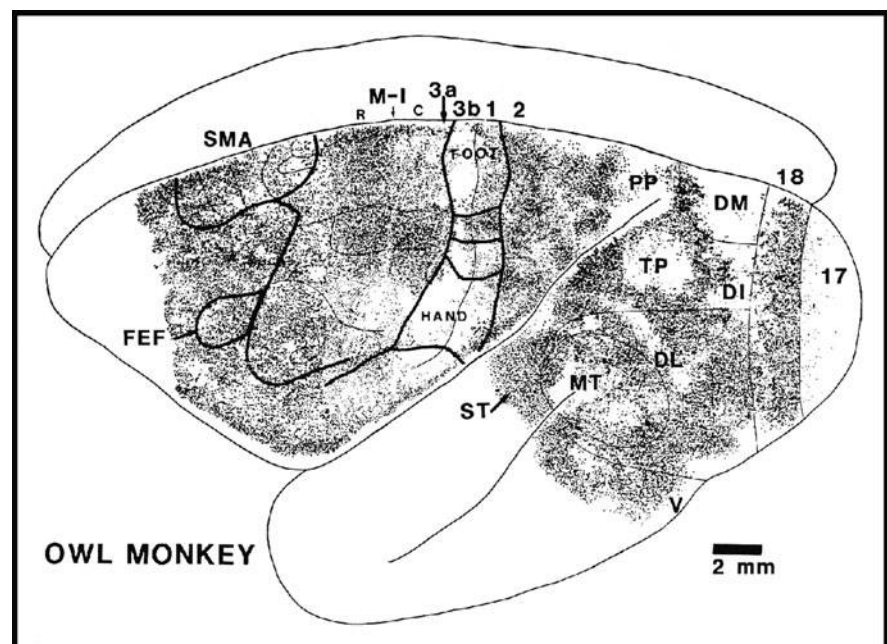 3a
M-I
R
C
3b
1
2
SMA
FOOT
PP
18
DM
TP
17
DI
FEF
HAND
DL
MT
ST
V
OWL MONKEY
2 mm